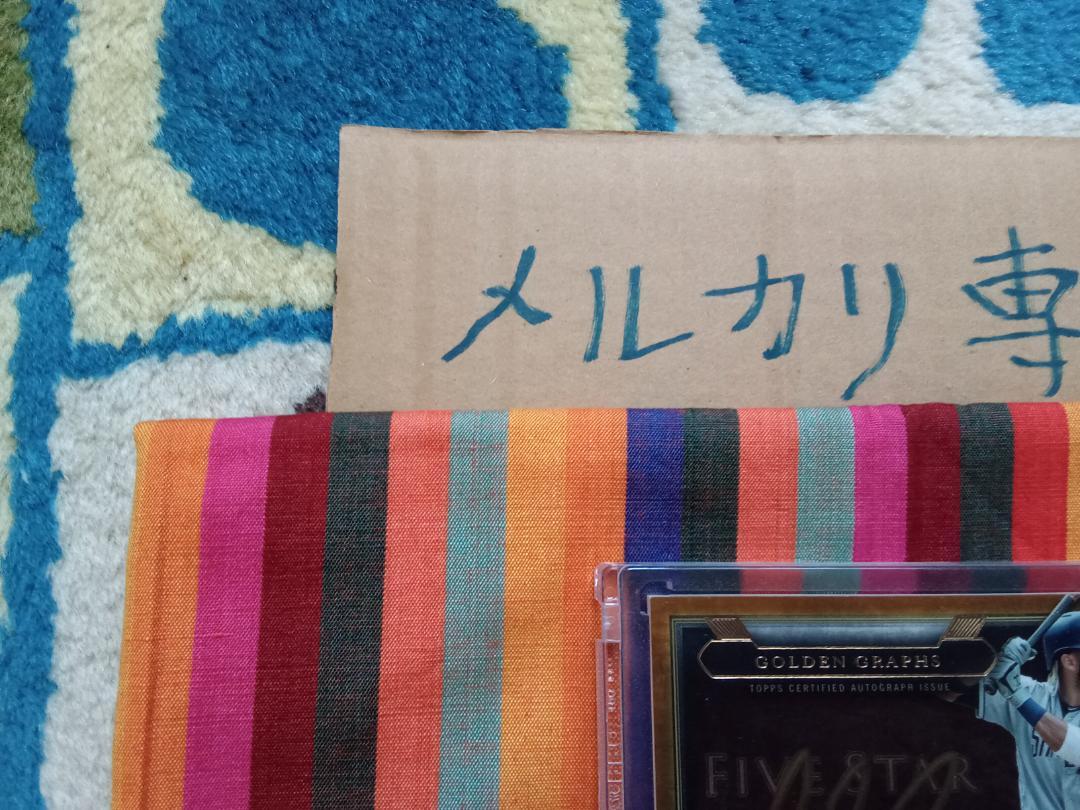 メルカリ専
GOLDEN GRAPHS
TOPPS CERTIFIED AUTOGRAPH ISSUE
FIVE STAR